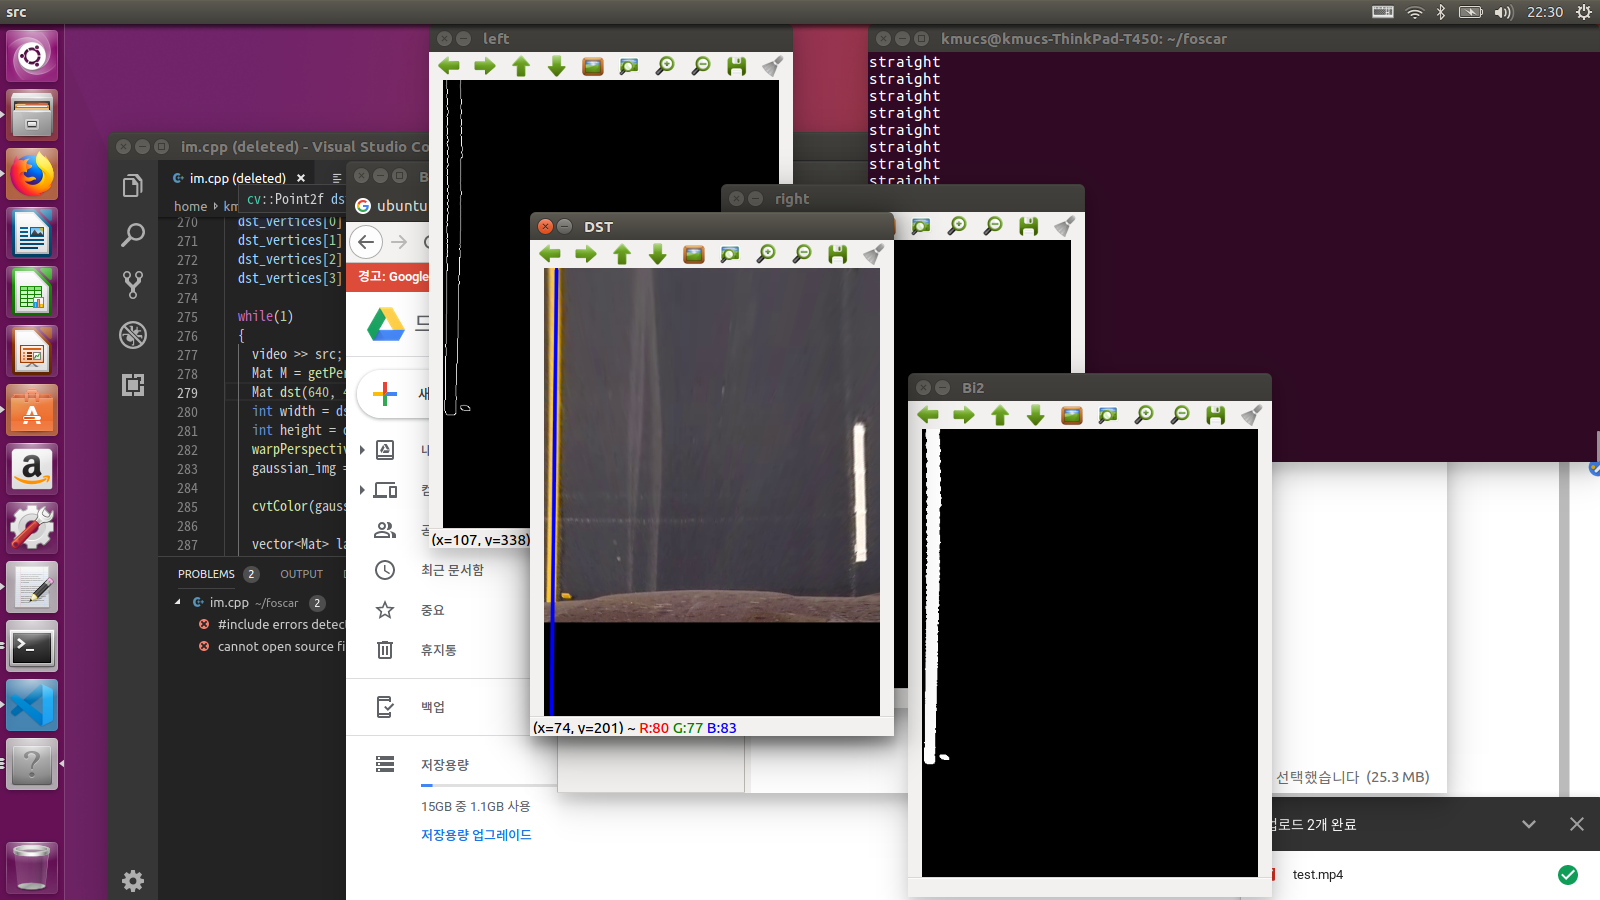 src
22:30
left
kmucs@kmucs-ThinkPad-T450: ~/foscar
straight
straight
straight
straight
straight
straight
straight
straight
im.cpp (deleted) - Visual Studio Co
im.cpp (deleted)
cv::Point2f dst
home
270 dst_vertices[0]
271 dst_vertices[1]
272 dst_vertices[2]
273 dst_vertices[3]
274
275 while(1)
276 {
277 video >> src;
278 Mat M = getPer
279 Mat dst(640, 4
280 int width = ds
281 int height =
282 warpPerspectiv
283 gaussian_img =
284
285 cvtColor(gauss
286
287 vector<Mat> la
PROBLEMS 2 OUTPUT
im.cpp ~/foscar 2
#include errors detect
cannot open source fi
ubuntu
경고: Google
드
새
최근 문서함
중요
휴지통
백업
저장용량
15GB 중 1.1GB 사용
저장용량 업그레이드
(x=107, y=338)
right
DST
(x=74, y=201) ~ R:80 G:77 B:83
Bi2
선택했습니다 (25.3 MB)
업로드 2개 완료
test.mp4